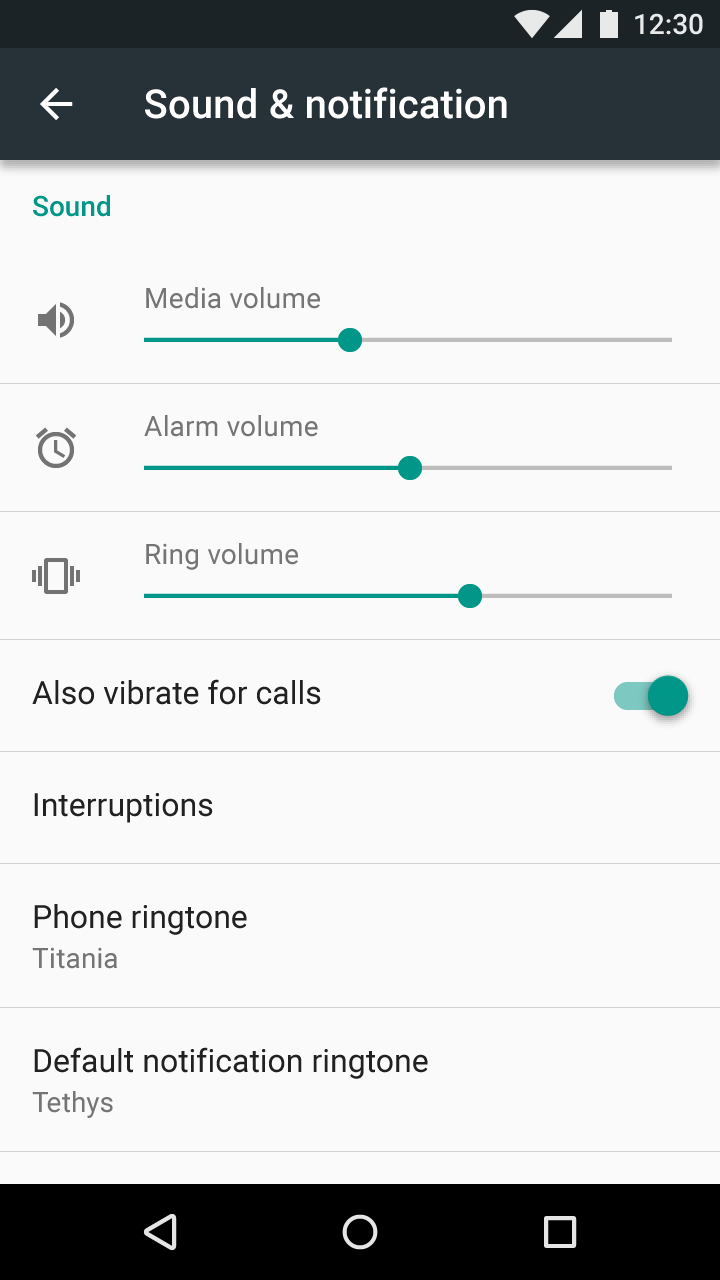 12:30
Sound & notification
Sound
Media volume
Alarm volume
Ring volume
Also vibrate for calls
Interruptions
Phone ringtone
Titania
Default notification ringtone
Tethys